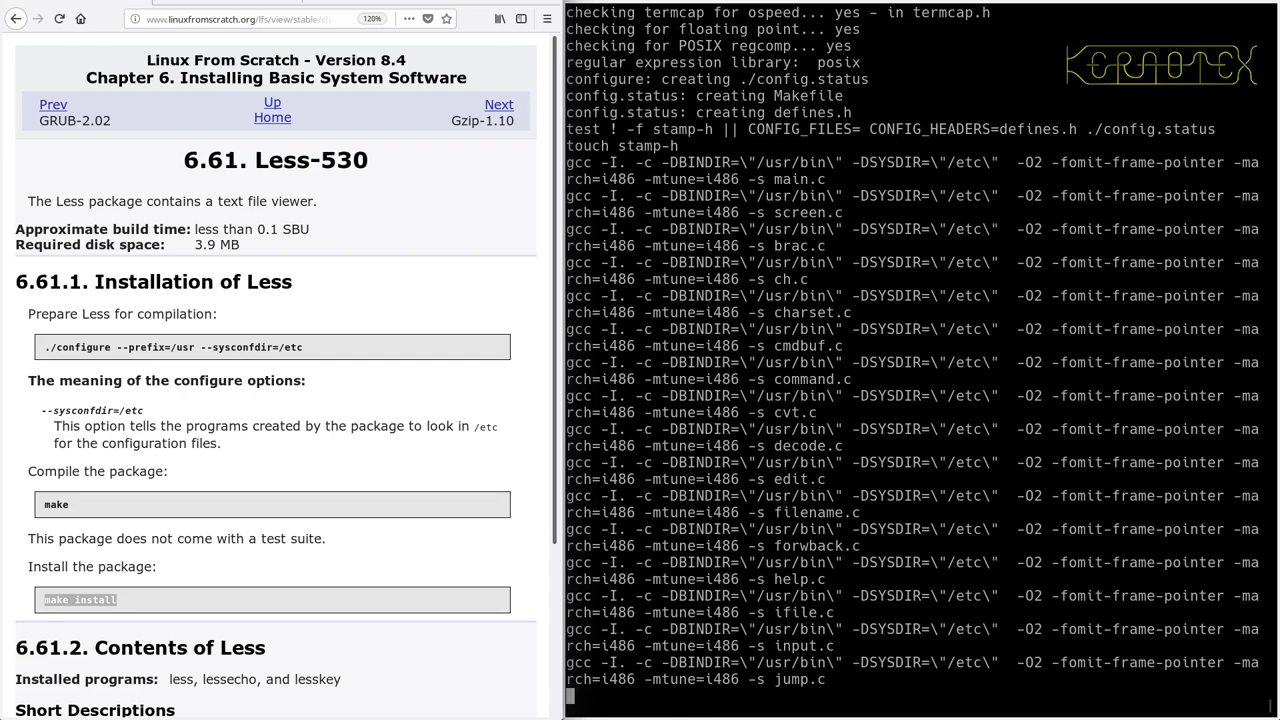 www.linuxfromscratch.org/lfs/view/stable/ch
120%
Linux From Scratch - Version 8.4
Chapter 6. Installing Basic System Software
Prev
Up
Next
GRUB-2.02
Home
Gzip-1.10
6.61. Less-530
The Less package contains a text file viewer.
Approximate build time: less than 0.1 SBU
Required disk space: 3.9 MB
6.61.1. Installation of Less
Prepare Less for compilation:
./configure --prefix=/usr --sysconfdir=/etc
The meaning of the configure options:
--sysconfdir=/etc
This option tells the programs created by the package to look in /etc
for the configuration files.
Compile the package:
make
This package does not come with a test suite.
Install the package:
make install
6.61.2. Contents of Less
Installed programs: less, lessecho, and lesskey
Short Descriptions
checking termcap for ospeed... yes - in termcap.h
checking for floating point... yes
checking for POSIX regcomp... yes
regular expression library:  posix
configure: creating ./config.status
config.status: creating Makefile
config.status: creating defines.h
test ! -f stamp-h || CONFIG_FILES= CONFIG_HEADERS=defines.h ./config.status
touch stamp-h
gcc -I. -c -DBINDIR=\"/usr/bin\" -DSYSDIR=\"/etc\"  -O2 -fomit-frame-pointer -ma
rch=i486 -mtune=i486 -s main.c
gcc -I. -c -DBINDIR=\"/usr/bin\" -DSYSDIR=\"/etc\"  -O2 -fomit-frame-pointer -ma
rch=i486 -mtune=i486 -s screen.c
gcc -I. -c -DBINDIR=\"/usr/bin\" -DSYSDIR=\"/etc\"  -O2 -fomit-frame-pointer -ma
rch=i486 -mtune=i486 -s brac.c
gcc -I. -c -DBINDIR=\"/usr/bin\" -DSYSDIR=\"/etc\"  -O2 -fomit-frame-pointer -ma
rch=i486 -mtune=i486 -s ch.c
gcc -I. -c -DBINDIR=\"/usr/bin\" -DSYSDIR=\"/etc\"  -O2 -fomit-frame-pointer -ma
rch=i486 -mtune=i486 -s charset.c
gcc -I. -c -DBINDIR=\"/usr/bin\" -DSYSDIR=\"/etc\"  -O2 -fomit-frame-pointer -ma
rch=i486 -mtune=i486 -s cmdbuf.c
gcc -I. -c -DBINDIR=\"/usr/bin\" -DSYSDIR=\"/etc\"  -O2 -fomit-frame-pointer -ma
rch=i486 -mtune=i486 -s command.c
gcc -I. -c -DBINDIR=\"/usr/bin\" -DSYSDIR=\"/etc\"  -O2 -fomit-frame-pointer -ma
rch=i486 -mtune=i486 -s cvt.c
gcc -I. -c -DBINDIR=\"/usr/bin\" -DSYSDIR=\"/etc\"  -O2 -fomit-frame-pointer -ma
rch=i486 -mtune=i486 -s decode.c
gcc -I. -c -DBINDIR=\"/usr/bin\" -DSYSDIR=\"/etc\"  -O2 -fomit-frame-pointer -ma
rch=i486 -mtune=i486 -s edit.c
gcc -I. -c -DBINDIR=\"/usr/bin\" -DSYSDIR=\"/etc\"  -O2 -fomit-frame-pointer -ma
rch=i486 -mtune=i486 -s filename.c
gcc -I. -c -DBINDIR=\"/usr/bin\" -DSYSDIR=\"/etc\"  -O2 -fomit-frame-pointer -ma
rch=i486 -mtune=i486 -s forwback.c
gcc -I. -c -DBINDIR=\"/usr/bin\" -DSYSDIR=\"/etc\"  -O2 -fomit-frame-pointer -ma
rch=i486 -mtune=i486 -s help.c
gcc -I. -c -DBINDIR=\"/usr/bin\" -DSYSDIR=\"/etc\"  -O2 -fomit-frame-pointer -ma
rch=i486 -mtune=i486 -s ifile.c
gcc -I. -c -DBINDIR=\"/usr/bin\" -DSYSDIR=\"/etc\"  -O2 -fomit-frame-pointer -ma
rch=i486 -mtune=i486 -s input.c
gcc -I. -c -DBINDIR=\"/usr/bin\" -DSYSDIR=\"/etc\"  -O2 -fomit-frame-pointer -ma
rch=i486 -mtune=i486 -s jump.c